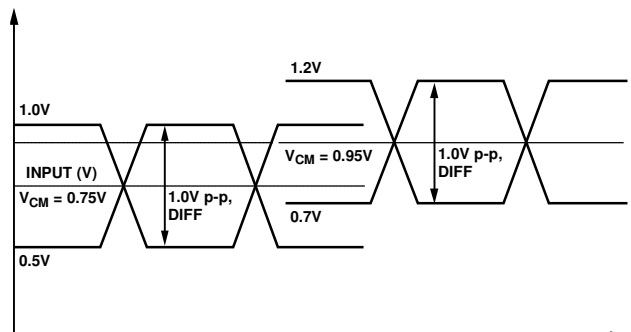 1.2V
1.0V
V_CM = 0.95V
1.0V p-p,
DIFF
INPUT (V)
V_CM = 0.75V
1.0V p-p,
DIFF
0.7V
0.5V